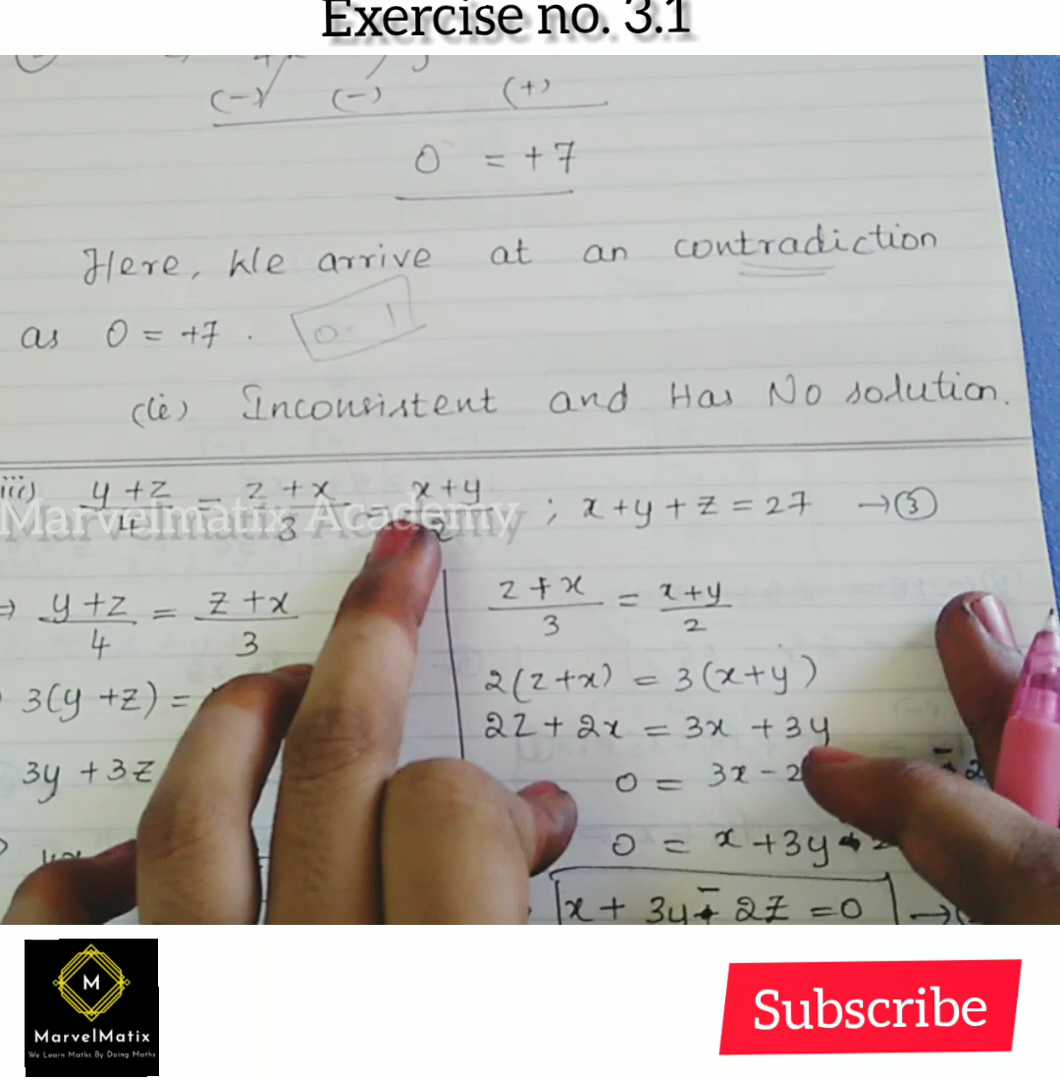 Exercise no. 3.1
(-) (-) (+)
0 = +7
Here, We arrive at an contradiction
as 0 = +7 .
(ie) Inconsistent and Has No solution.
iii) y+z/4 = z+x/3 = x+y/2 ; x+y+z = 27 → ③
Marvelmatix Academy
⇒ y+z/4 = z+x/3
3(y+z) =
3y + 3z
z+x/3 = x+y/2
2(z+x) = 3(x+y)
2z + 2x = 3x + 3y
0 = 3x - 2
0 = x + 3y
x + 3y - 2z = 0 →
M
MarvelMatix
We Learn Maths By Doing Maths
Subscribe